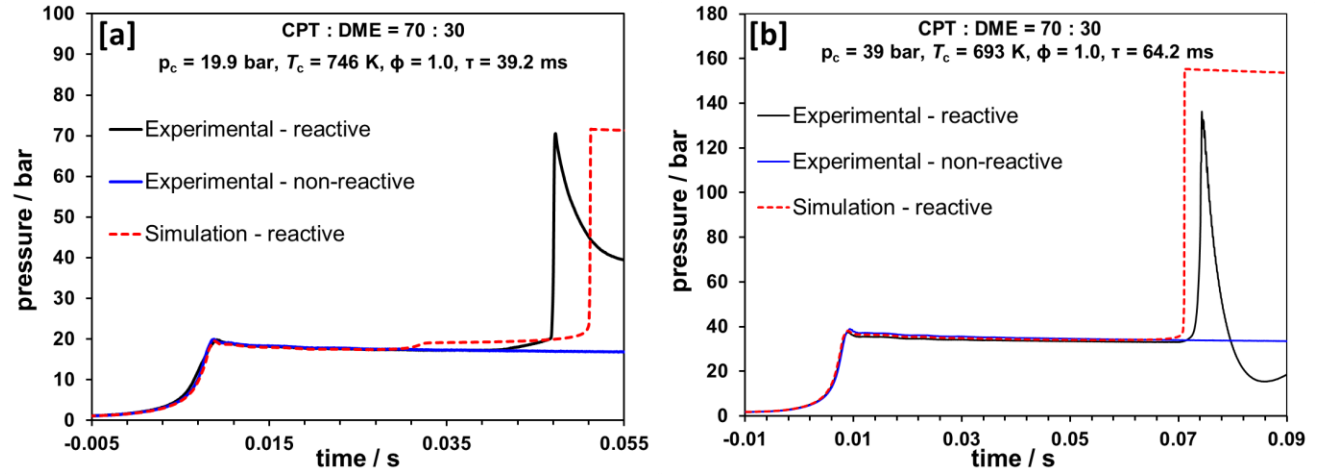 [a]
CPT : DME = 70 : 30
p_c = 19.9 bar, T_c = 746 K, ϕ = 1.0, τ = 39.2 ms
Experimental - reactive
Experimental - non-reactive
Simulation - reactive
pressure / bar
100
90
80
70
60
50
40
30
20
10
0
-0.005
0.015
0.035
0.055
time / s
[b]
CPT : DME = 70 : 30
p_c = 39 bar, T_c = 693 K, ϕ = 1.0, τ = 64.2 ms
Experimental - reactive
Experimental - non-reactive
Simulation - reactive
pressure / bar
180
160
140
120
100
80
60
40
20
0
-0.01
0.01
0.03
0.05
0.07
0.09
time / s